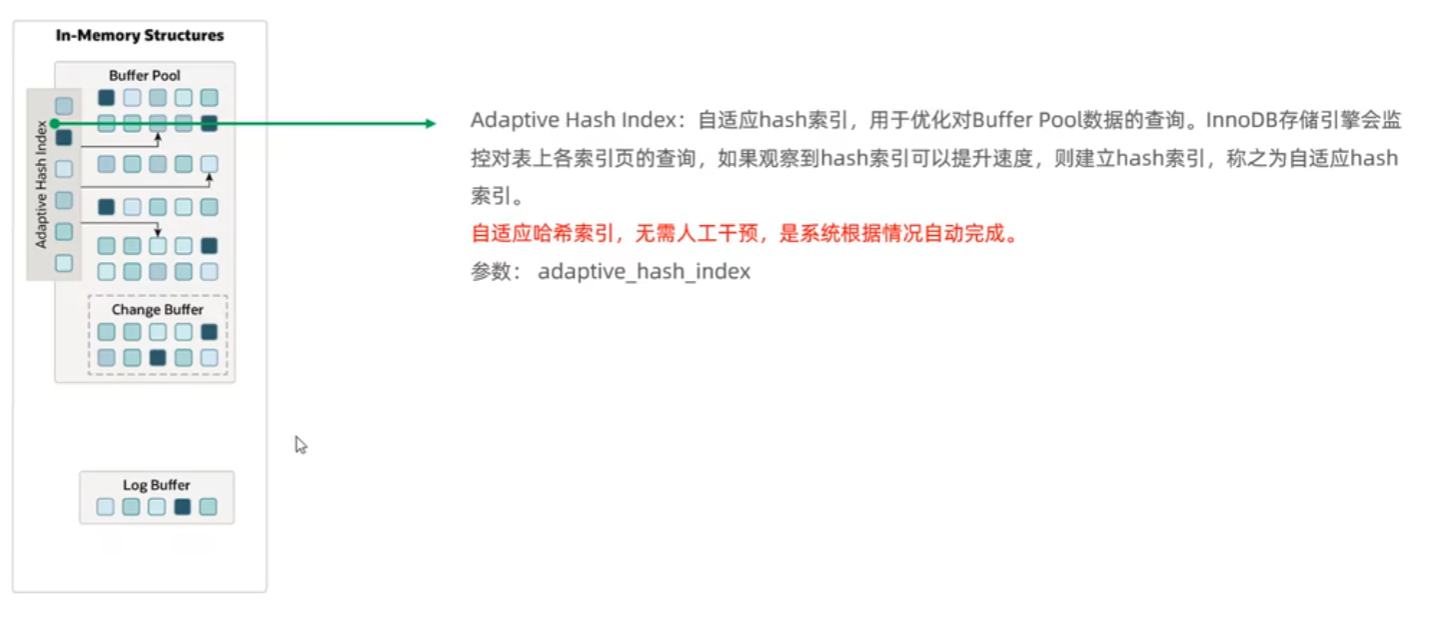 In-Memory Structures
Buffer Pool
Adaptive Hash Index
Change Buffer
Log Buffer
Adaptive Hash Index：自适应hash索引，用于优化对Buffer Pool数据的查询。InnoDB存储引擎会监
控对表上各索引页的查询，如果观察到hash索引可以提升速度，则建立hash索引，称之为自适应hash
索引。
自适应哈希索引，无需人工干预，是系统根据情况自动完成。
参数： adaptive_hash_index